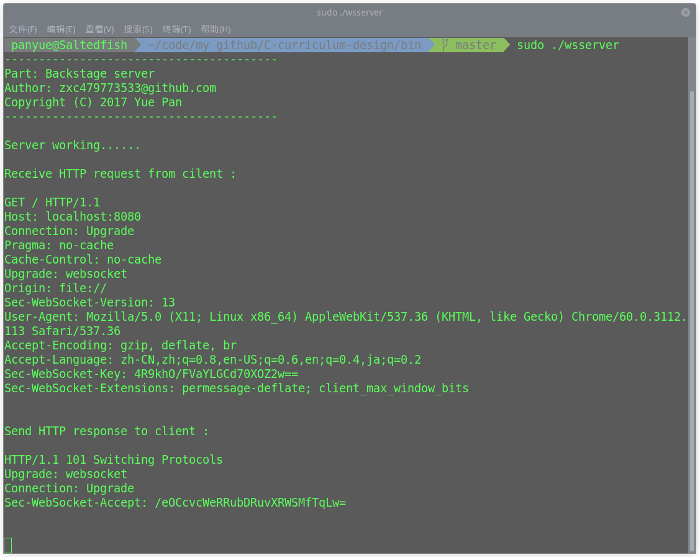 sudo ./wsserver
文件(F) 编辑(E) 查看(V) 搜索(S) 终端(T) 帮助(H)
panyue@Saltedfish ~/code/my github/C-curriculum-design/bin master sudo ./wsserver
----------------------------------------
Part: Backstage server
Author: zxc479773533@github.com
Copyright (C) 2017 Yue Pan
----------------------------------------
Server working......
Receive HTTP request from cilent :
GET / HTTP/1.1
Host: localhost:8080
Connection: Upgrade
Pragma: no-cache
Cache-Control: no-cache
Upgrade: websocket
Origin: file://
Sec-WebSocket-Version: 13
User-Agent: Mozilla/5.0 (X11; Linux x86_64) AppleWebKit/537.36 (KHTML, like Gecko) Chrome/60.0.3112.
113 Safari/537.36
Accept-Encoding: gzip, deflate, br
Accept-Language: zh-CN,zh;q=0.8,en-US;q=0.6,en;q=0.4,ja;q=0.2
Sec-WebSocket-Key: 4R9khO/FVaYLGCd70XOZ2w==
Sec-WebSocket-Extensions: permessage-deflate; client_max_window_bits
Send HTTP response to client :
HTTP/1.1 101 Switching Protocols
Upgrade: websocket
Connection: Upgrade
Sec-WebSocket-Accept: /eOCcvcWeRRubDRuvXRWSMfTqLw=